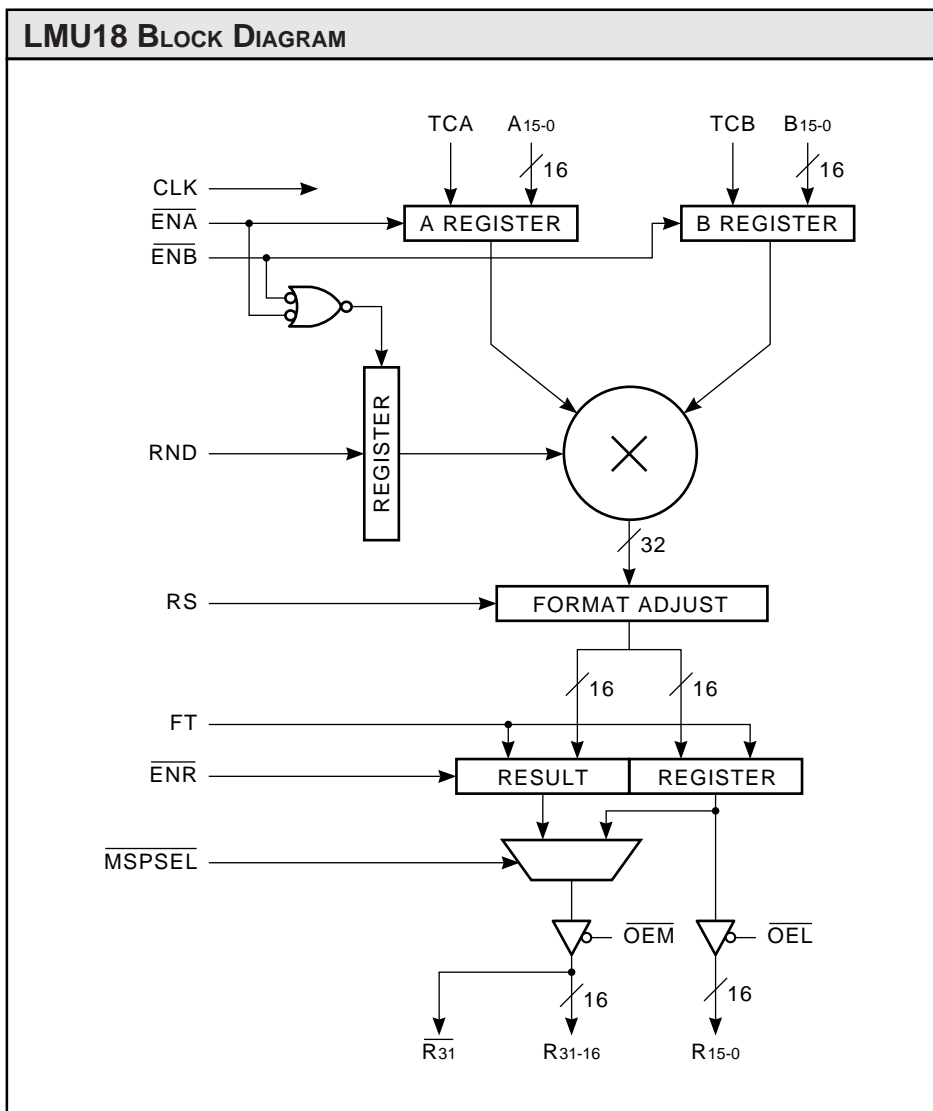 LMU18 BLOCK DIAGRAM
TCA A15-0 TCB B15-0
16 16
CLK
ENA A REGISTER B REGISTER
ENB
RND REGISTER
32
RS FORMAT ADJUST
16 16
FT
ENR RESULT REGISTER
MSPSEL
OEM OEL
16 16
R31 R31-16 R15-0